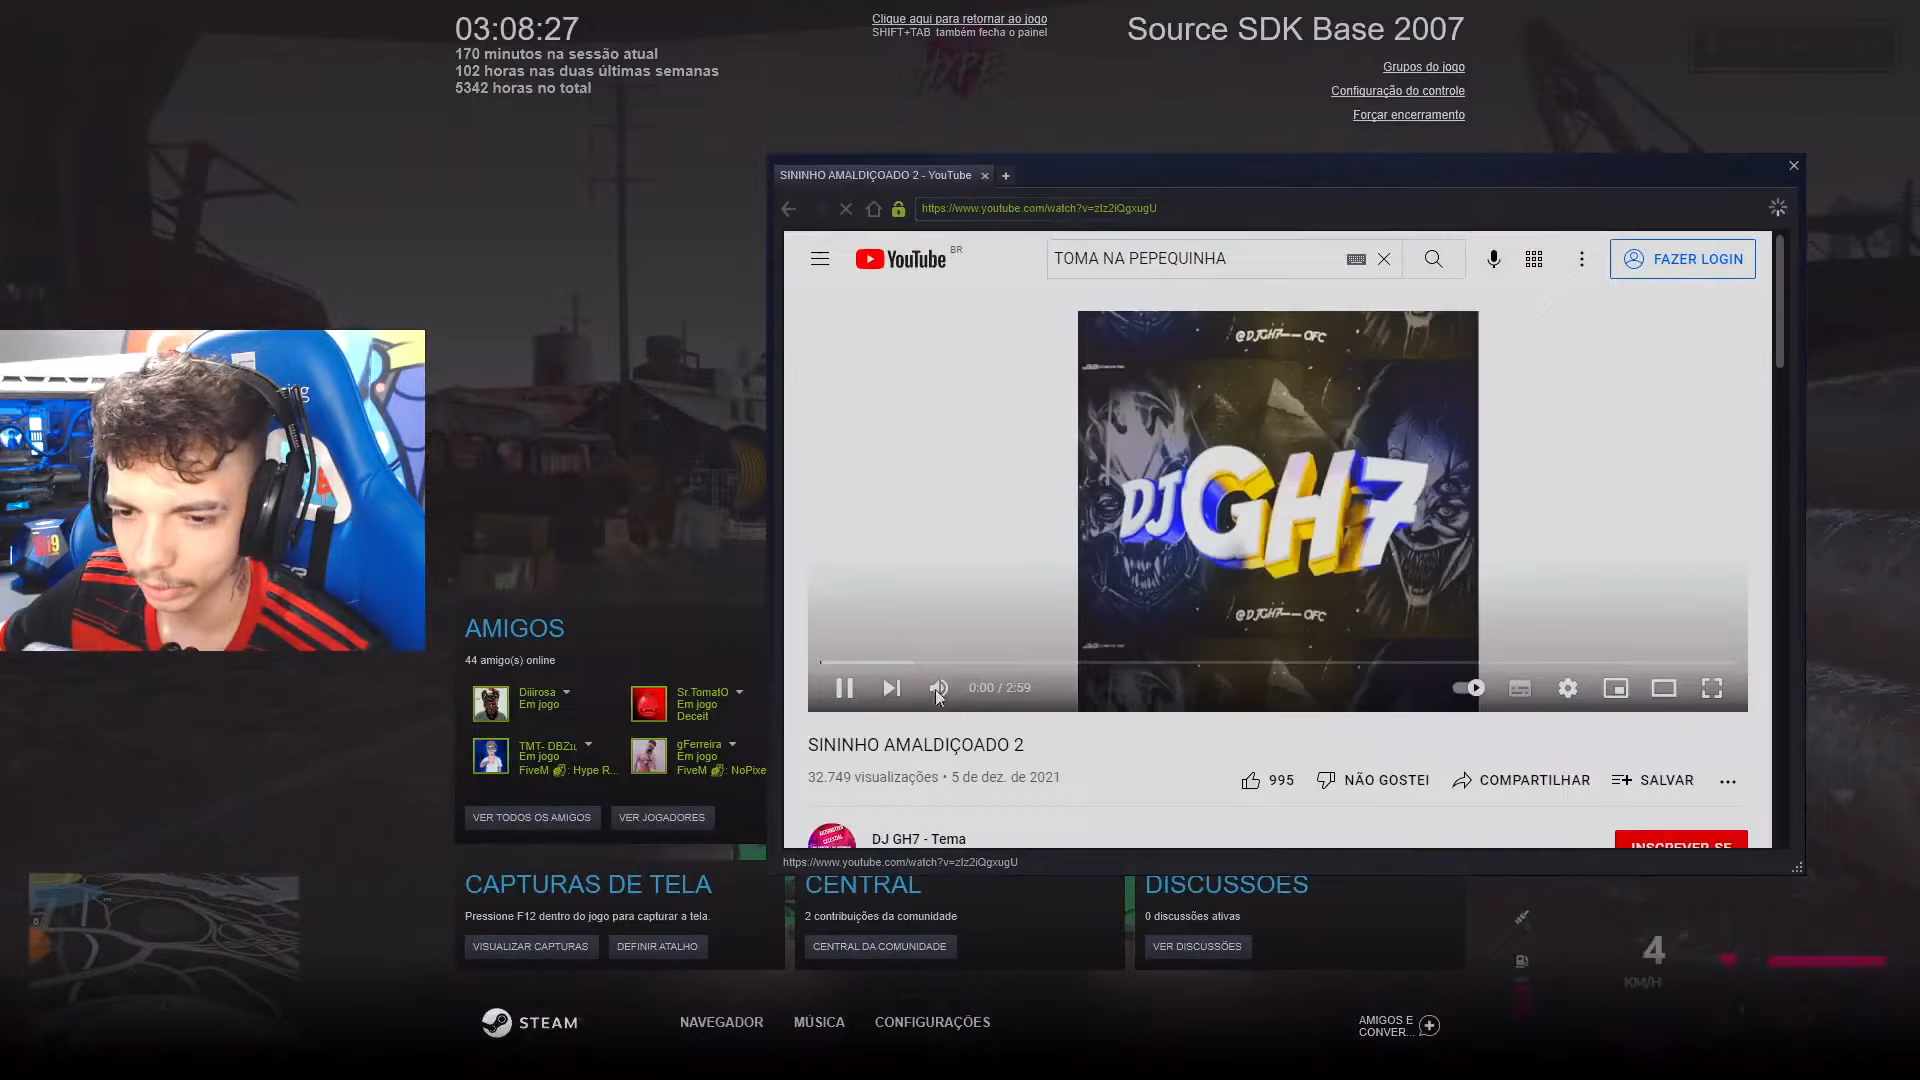 03:08:27
170 minutos na sessão atual
102 horas nas duas últimas semanas
5342 horas no total
Clique aqui para retornar ao jogo
SHIFT+TAB também fecha o painel
HYPE
Source SDK Base 2007
Grupos do jogo
Configuração do controle
Forçar encerramento
SININHO AMALDIÇOADO 2 - YouTube
https://www.youtube.com/watch?v=zIz2iQgxugU
YouTube BR
TOMA NA PEPEQUINHA
FAZER LOGIN
@DJGH7—— OFC
DJ GH7
@DJGH7—— OFC
0:00 / 2:59
SININHO AMALDIÇOADO 2
32.749 visualizações • 5 de dez. de 2021
995
NÃO GOSTEI
COMPARTILHAR
SALVAR
DJ GH7 - Tema
INSCREVER-SE
https://www.youtube.com/watch?v=zIz2iQgxugU
AMIGOS
44 amigo(s) online
Diiirosa
Em jogo
Sr.TomatO
Em jogo
Deceit
TMT- DBZıı.
Em jogo
FiveM : Hype R...
gFerreira
Em jogo
FiveM : NoPixe
VER TODOS OS AMIGOS
VER JOGADORES
CAPTURAS DE TELA
Pressione F12 dentro do jogo para capturar a tela.
VISUALIZAR CAPTURAS
DEFINIR ATALHO
CENTRAL
2 contribuições da comunidade
CENTRAL DA COMUNIDADE
DISCUSSÕES
0 discussões ativas
VER DISCUSSÕES
4
KM/H
STEAM
NAVEGADOR
MÚSICA
CONFIGURAÇÕES
AMIGOS E
CONVER...